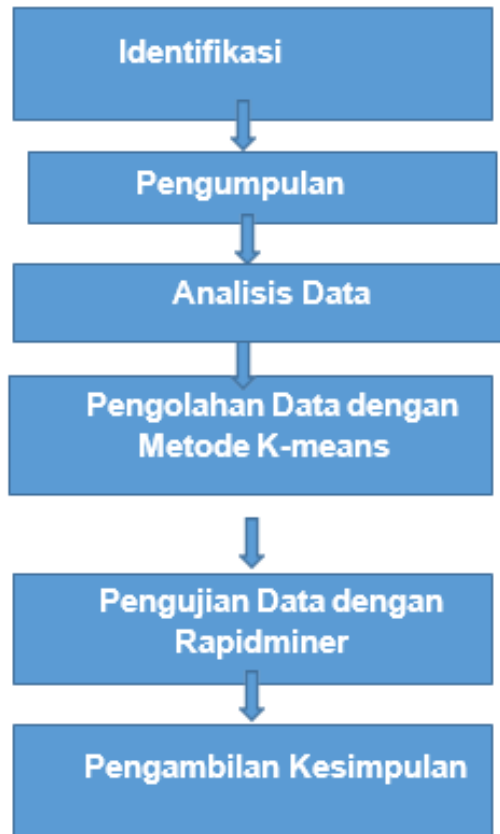 Identifikasi
Pengumpulan
Analisis Data
Pengolahan Data dengan
Metode K-means
Pengujian Data dengan
Rapidminer
Pengambilan Kesimpulan